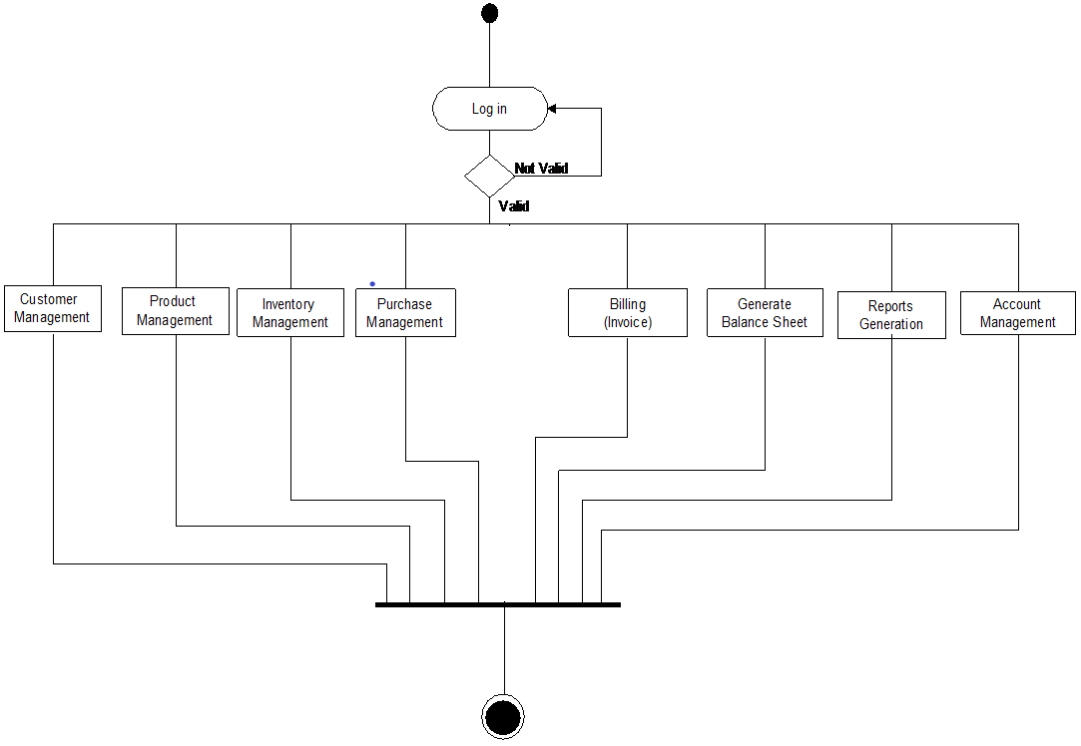 Log in
Not Valid
Valid
Customer
Management
Product
Management
Inventory
Management
Purchase
Management
Billing
(Invoice)
Generate
Balance Sheet
Reports
Generation
Account
Management